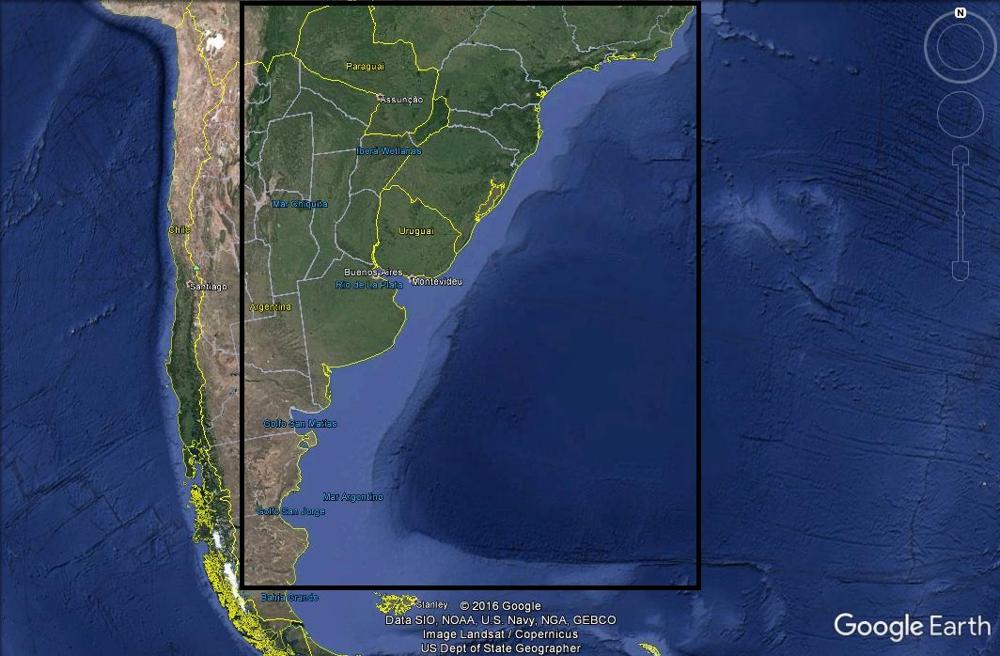 N
Paraguai
Assunção
Iberá Wetlands
Mar Chiquita
Chile
Uruguai
Buenos Aires
Rio de La Plata
Montevideu
Santiago
Argentina
Golfo San Matias
Mar Argentino
Golfo San Jorge
Bahia Grande
Stanley
© 2016 Google
Data SIO, NOAA, U.S. Navy, NGA, GEBCO
Image Landsat / Copernicus
US Dept of State Geographer
Google Earth